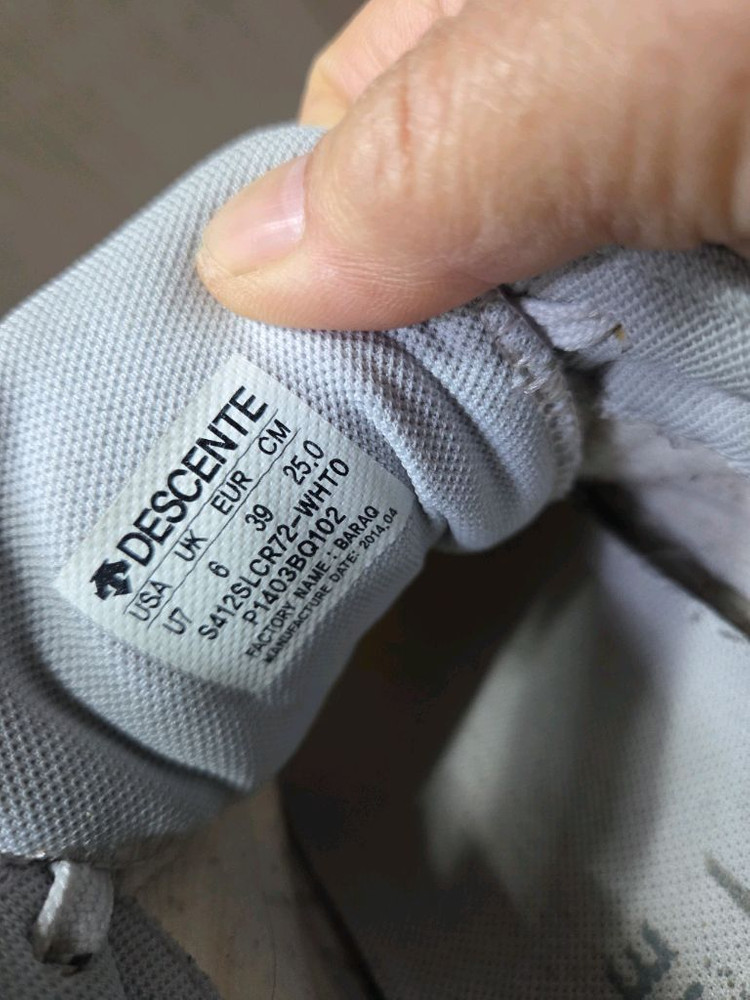 DESCENTE
USA UK EUR CM
U7 6 39 25.0
S412SLCR72-WHT0
P1403BQ102
FACTORY NAME : BARAQ
MANUFACTURE DATE: 2014.04